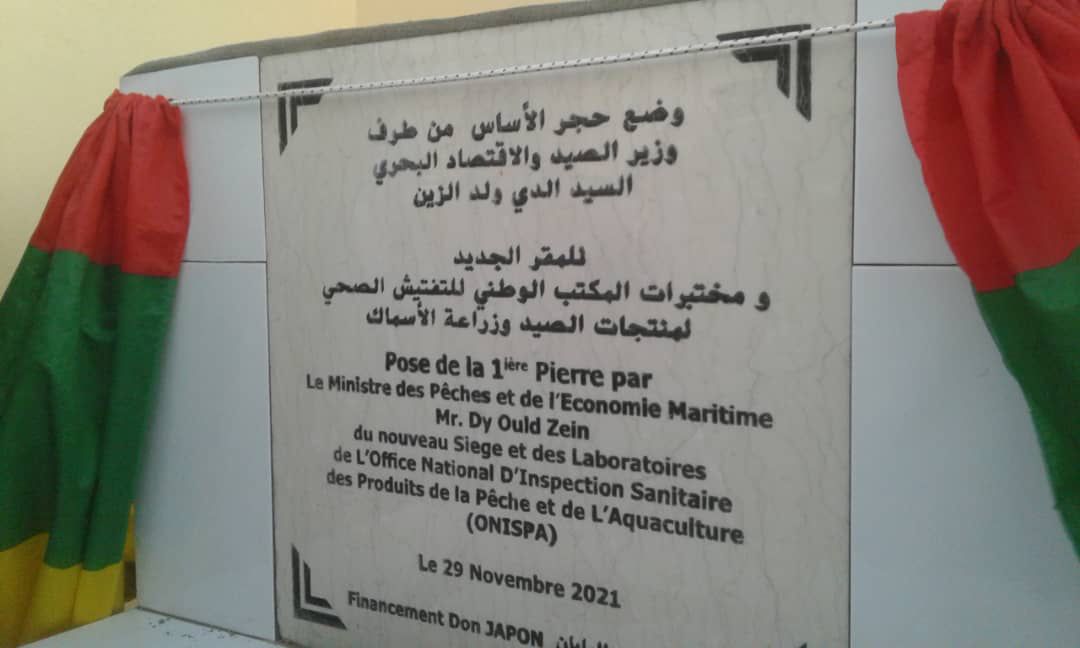 وضع حجر الأساس من طرف
وزير الصيد والاقتصاد البحري
السيد الدي ولد الزين
للمقر الجديد
و مختبرات المكتب الوطني للتفتيش الصحي
لمنتجات الصيد وزراعة الأسماك
Pose de la 1ière Pierre par
Le Ministre des Pêches et de l'Economie Maritime
Mr. Dy Ould Zein
du nouveau Siege et des Laboratoires
de L'Office National D'Inspection Sanitaire
des Produits de la Pêche et de L'Aquaculture
(ONISPA)
Le 29 Novembre 2021
Financement Don JAPON اليابان